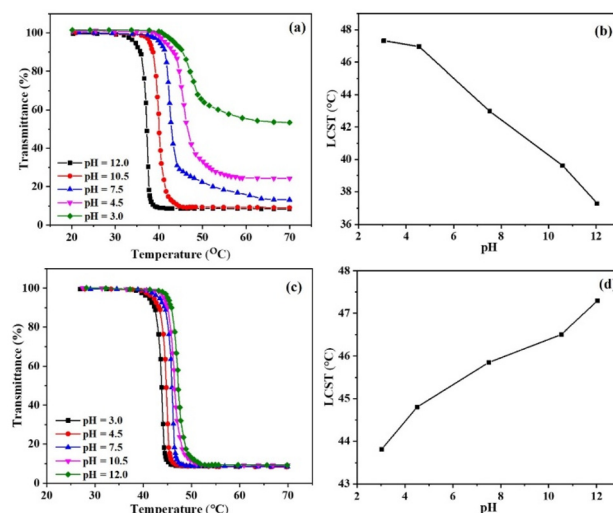 (a)
100
80
60
40
20
0
Transmittance (%)
pH = 12.0
pH = 10.5
pH = 7.5
pH = 4.5
pH = 3.0
20 30 40 50 60 70
Temperature (°C)
(b)
48
46
44
42
40
38
36
LCST (°C)
2 4 6 8 10 12
pH
(c)
100
80
60
40
20
0
Transmittance (%)
pH = 3.0
pH = 4.5
pH = 7.5
pH = 10.5
pH = 12.0
20 30 40 50 60 70
Temperature (°C)
(d)
48
47
46
45
44
43
LCST (°C)
2 4 6 8 10 12
pH